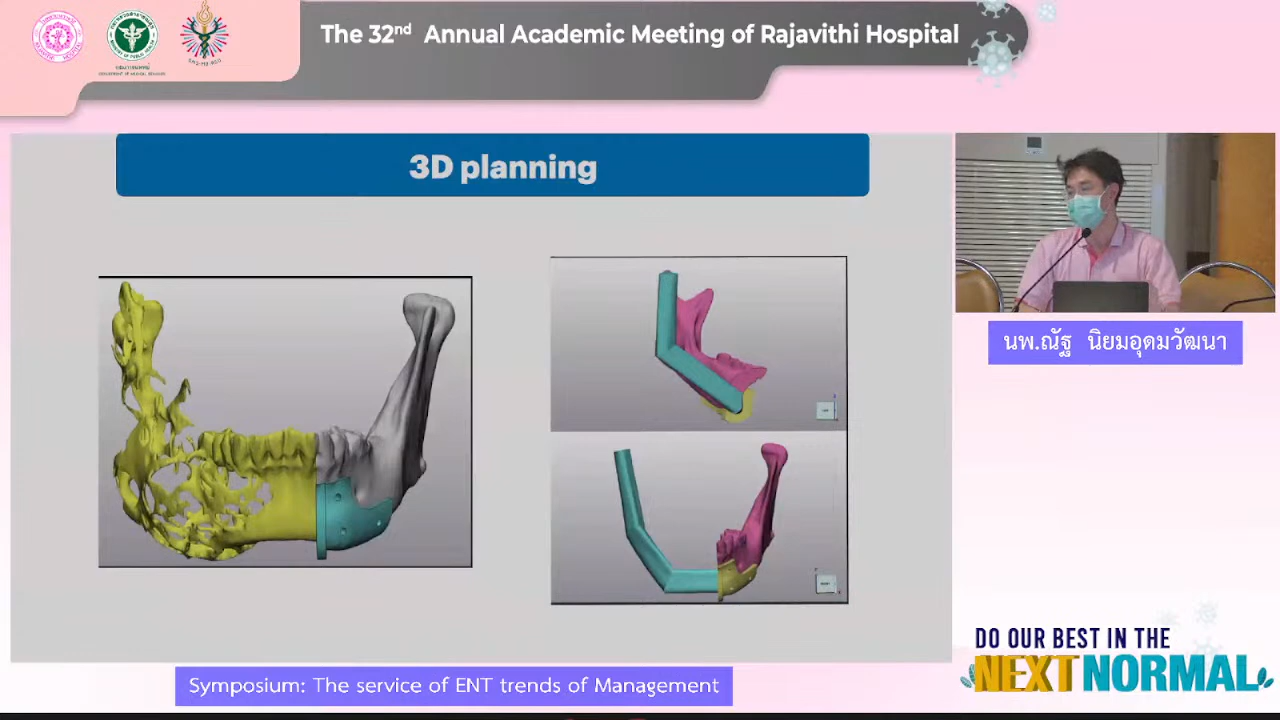 The 32nd Annual Academic Meeting of Rajavithi Hospital
3D planning
นพ.ณัฐ นิยมอุดมวัฒนา
DO OUR BEST IN THE
NEXT NORMAL
Symposium: The service of ENT trends of Management